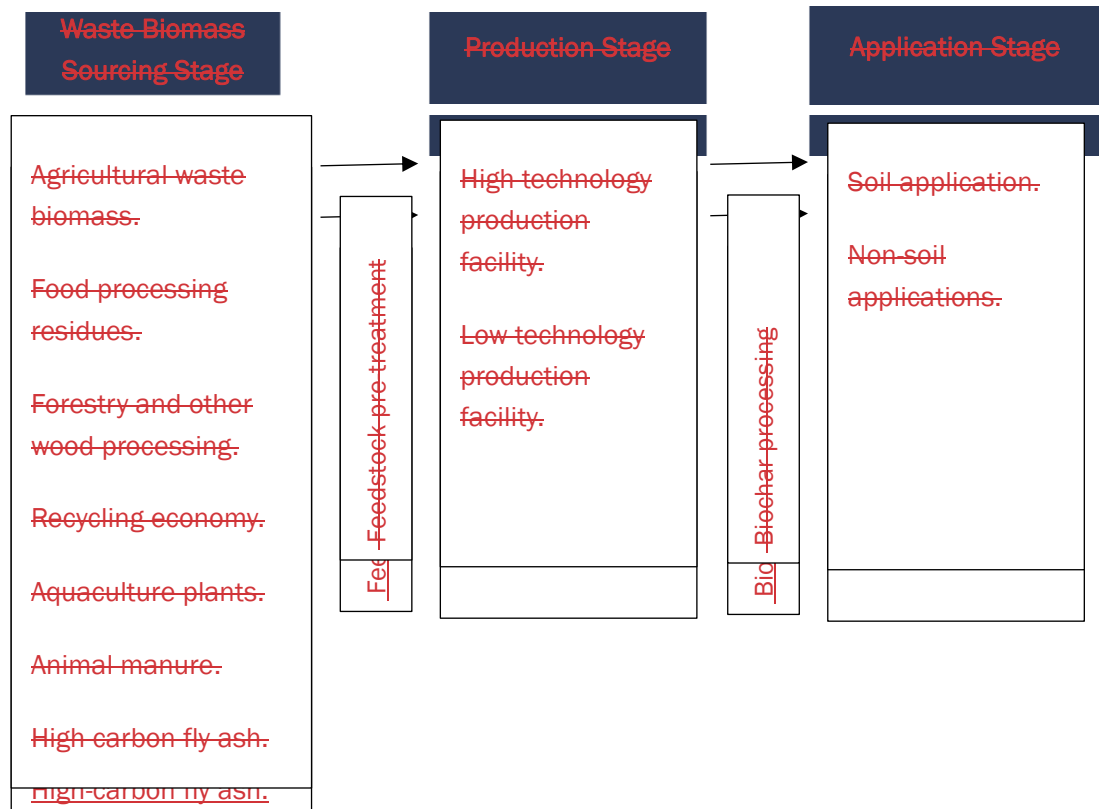 Waste Biomass
Sourcing Stage
Production Stage
Application Stage
Agricultural waste
biomass.
Food processing
residues.
Forestry and other
wood processing.
Recycling economy.
Aquaculture plants.
Animal manure.
High carbon fly ash.
High-carbon fly ash.
Feedstock pre treatment
Fee
High technology
production
facility.
Low technology
production
facility.
Biochar processing
Bio
Soil application.
Non-soil
applications.